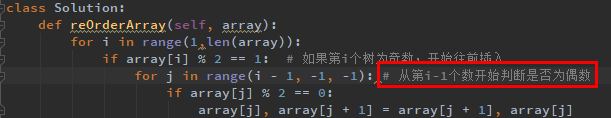 class Solution:
def reOrderArray(self, array):
for i in range(1,len(array)):
if array[i] % 2 == 1: # 如果第i个树为奇数，开始往前插入
for j in range(i - 1, -1, -1): # 从第i-1个数开始判断是否为偶数
if array[j] % 2 == 0:
array[j], array[j + 1] = array[j + 1], array[j]